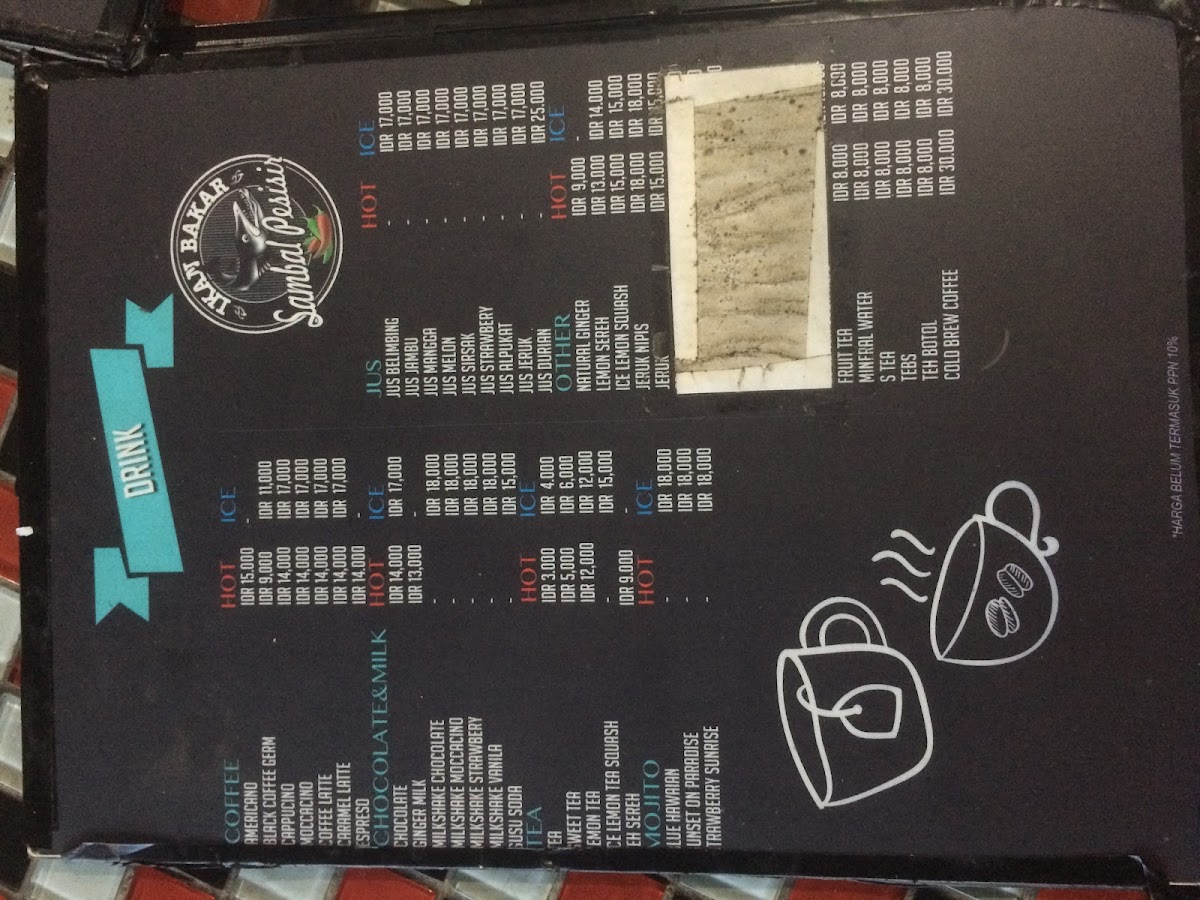 DRINK
IKAN BAKAR
Sambal Pesisir
COFFEE HOT ICE
AMERICANO IDR 15,000 -
BLACK COFFEE GERM IDR 9,000 IDR 11,000
CAPPUCINO IDR 14,000 IDR 17,000
MOCCACINO IDR 14,000 IDR 17,000
COFFEE LATTE IDR 14,000 IDR 17,000
CARAMEL LATTE IDR 14,000 IDR 17,000
ESPRESO IDR 14,000 -
CHOCOLATE&MILK HOT ICE
CHOCOLATE IDR 14,000 IDR 17,000
GINGER MILK IDR 13,000 -
MILKSHAKE CHOCOLATE - IDR 18,000
MILKSHAKE MOCCACINO - IDR 18,000
MILKSHAKE STRAWBERY - IDR 18,000
MILKSHAKE VANILA - IDR 18,000
SUSU SODA - IDR 15,000
TEA HOT ICE
EA IDR 3,000 IDR 4,000
WEET TEA IDR 5,000 IDR 6,000
EMON TEA IDR 12,000 IDR 12,000
CE LEMON TEA SQUASH - IDR 15,000
EH SEREH IDR 9,000 -
MOJITO HOT ICE
LUE HAWAIIAN - IDR 18,000
UNSET ON PARADISE - IDR 18,000
TRAWBERRY SUNRISE - IDR 18,000
JUS HOT ICE
JUS BELIMBING - IDR 17,000
JUS JAMBU - IDR 17,000
JUS MANGGA - IDR 17,000
JUS MELON - IDR 17,000
JUS SIRSAK - IDR 17,000
JUS STRAWBERY - IDR 17,000
JUS ALPUKAT - IDR 17,000
JUS JERUK - IDR 17,000
JUS DURIAN - IDR 25,000
OTHER HOT ICE
NATURAL GINGER IDR 9,000 -
LEMON SEREH IDR 13,000 IDR 14,000
ICE LEMON SQUASH IDR 15,000 IDR 15,000
JERUK NIPIS IDR 18,000 IDR 18,000
JERUK IDR 15,000 IDR 15,000
FRUIT TEA IDR 8,000 IDR 8,000
MINERAL WATER IDR 8,000 IDR 8,000
S TEA IDR 8,000 IDR 8,000
TEBS IDR 8,000 IDR 8,000
TEH BOTOL IDR 8,000 IDR 8,000
COLD BREW COFFEE IDR 30,000 IDR 30,000
*HARGA BELUM TERMASUK PPN 10%